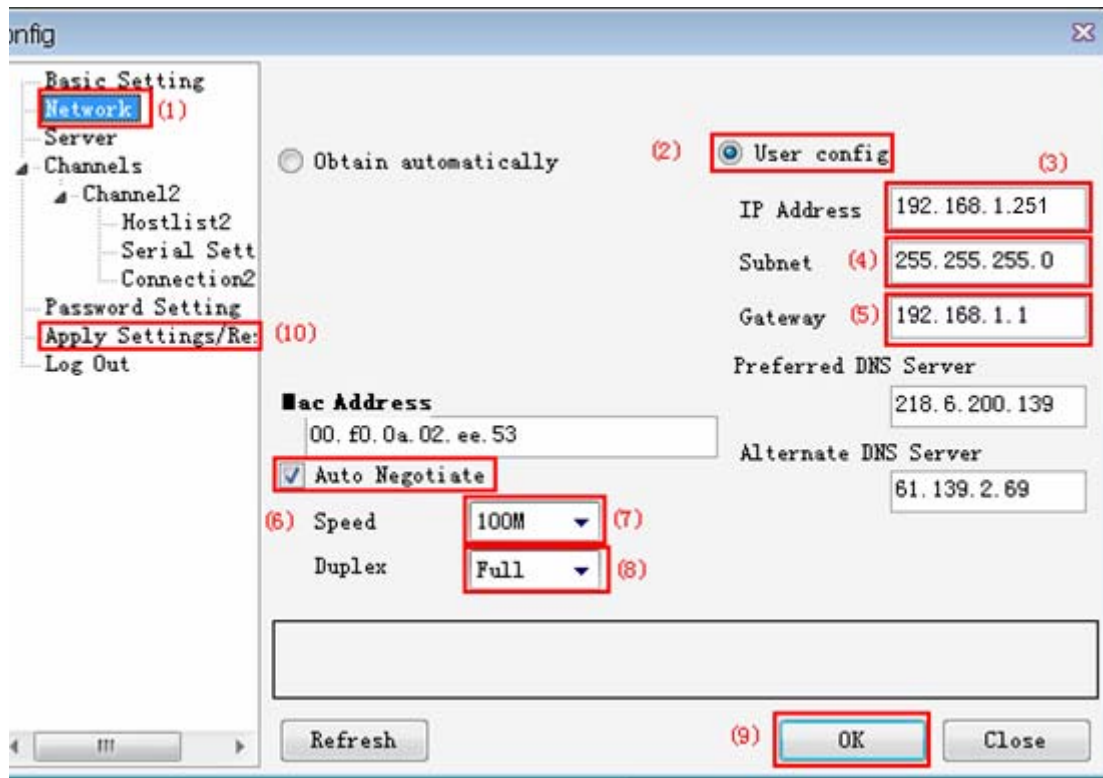 onfig
Basic Setting
Network (1)
Server
Channels
Channel2
Hostlist2
Serial Sett
Connection2
Password Setting
Apply Settings/Re: (10)
Log Out
Obtain automatically
(2) User config
(3)
IP Address 192.168.1.251
Subnet (4) 255.255.255.0
Gateway (5) 192.168.1.1
Preferred DNS Server
218.6.200.139
Alternate DNS Server
61.139.2.69
Mac Address
00.f0.0a.02.ee.53
Auto Negotiate
(6) Speed 100M (7)
Duplex Full (8)
Refresh (9) OK Close